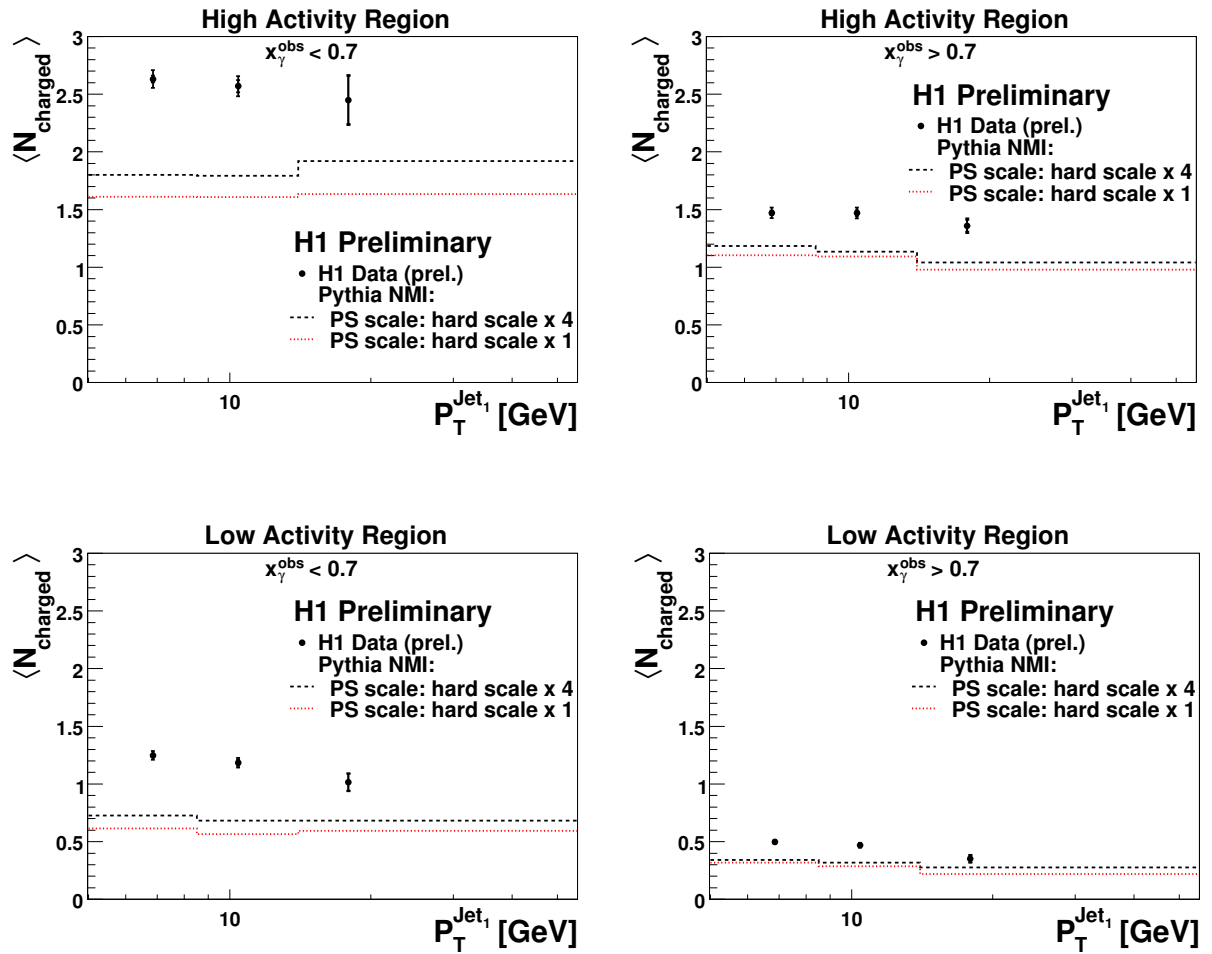 High Activity Region
x_γ^obs < 0.7
⟨N_charged⟩
3
2.5
2
1.5
1
0.5
0
H1 Preliminary
H1 Data (prel.)
Pythia NMI:
PS scale: hard scale x 4
PS scale: hard scale x 1
10
P_T^Jet_1 [GeV]
High Activity Region
x_γ^obs > 0.7
⟨N_charged⟩
3
2.5
2
1.5
1
0.5
0
H1 Preliminary
H1 Data (prel.)
Pythia NMI:
PS scale: hard scale x 4
PS scale: hard scale x 1
10
P_T^Jet_1 [GeV]
Low Activity Region
x_γ^obs < 0.7
⟨N_charged⟩
3
2.5
2
1.5
1
0.5
0
H1 Preliminary
H1 Data (prel.)
Pythia NMI:
PS scale: hard scale x 4
PS scale: hard scale x 1
10
P_T^Jet_1 [GeV]
Low Activity Region
x_γ^obs > 0.7
⟨N_charged⟩
3
2.5
2
1.5
1
0.5
0
H1 Preliminary
H1 Data (prel.)
Pythia NMI:
PS scale: hard scale x 4
PS scale: hard scale x 1
10
P_T^Jet_1 [GeV]